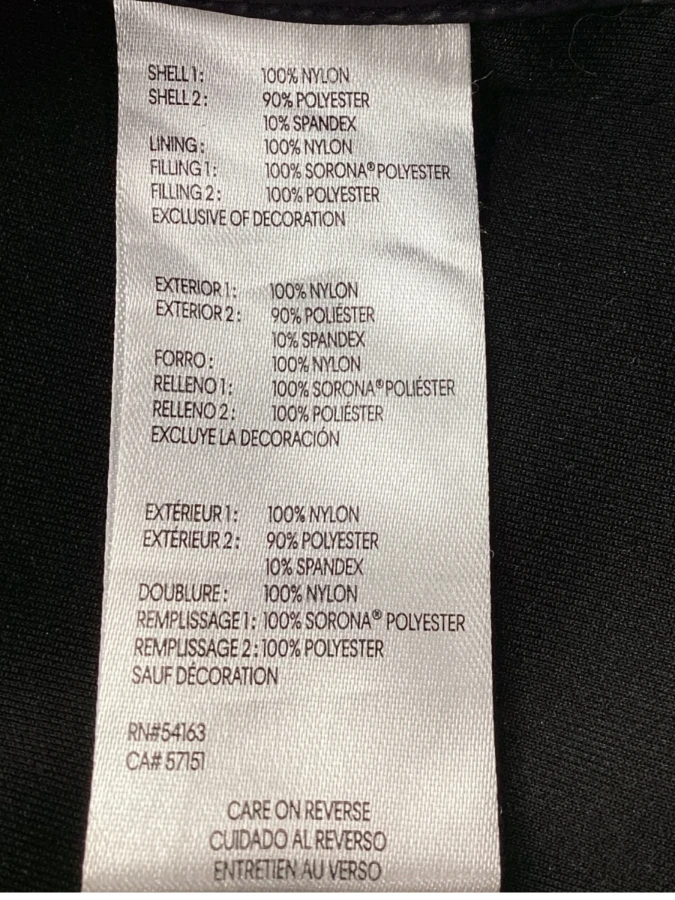 SHELL 1: 100% NYLON
SHELL 2: 90% POLYESTER
10% SPANDEX
LINING: 100% NYLON
FILLING 1: 100% SORONA® POLYESTER
FILLING 2: 100% POLYESTER
EXCLUSIVE OF DECORATION
EXTERIOR 1: 100% NYLON
EXTERIOR 2: 90% POLIÉSTER
10% SPANDEX
FORRO: 100% NYLON
RELLENO 1: 100% SORONA® POLIÉSTER
RELLENO 2: 100% POLIÉSTER
EXCLUYE LA DECORACIÓN
EXTÉRIEUR 1: 100% NYLON
EXTÉRIEUR 2: 90% POLYESTER
10% SPANDEX
DOUBLURE: 100% NYLON
REMPLISSAGE 1: 100% SORONA® POLYESTER
REMPLISSAGE 2: 100% POLYESTER
SAUF DÉCORATION
RN# 54163
CA# 57151
CARE ON REVERSE
CUIDADO AL REVERSO
ENTRETIEN AU VERSO